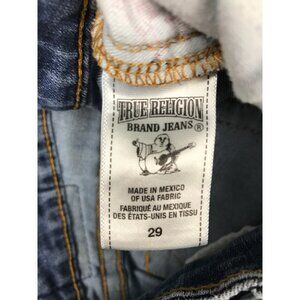 TRUE RELIGION
BRAND JEANS®
MADE IN MEXICO
OF USA FABRIC
FABRIQUÉ AU MEXIQUE
DES ÉTATS-UNIS EN TISSU
29